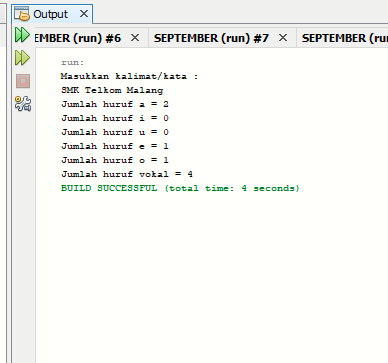 Output ×
EMBER (run) #6 × SEPTEMBER (run) #7 × SEPTEMBER (ru
run:
Masukkan kalimat/kata :
SMK Telkom Malang
Jumlah huruf a = 2
Jumlah huruf i = 0
Jumlah huruf u = 0
Jumlah huruf e = 1
Jumlah huruf o = 1
Jumlah huruf vokal = 4
BUILD SUCCESSFUL (total time: 4 seconds)